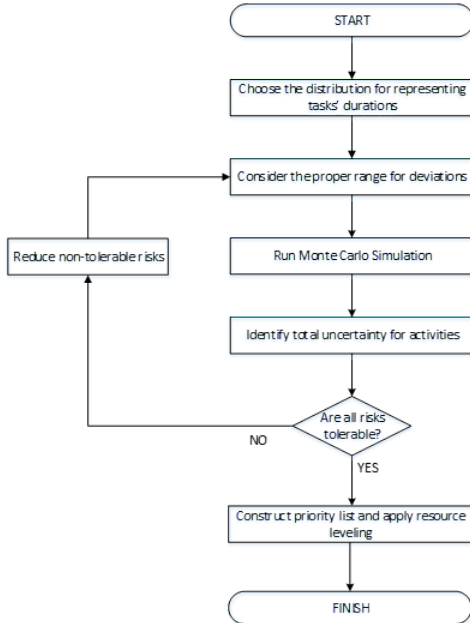 START
Choose the distribution for representing
tasks' durations
Consider the proper range for deviations
Reduce non-tolerable risks
Run Monte Carlo Simulation
Identify total uncertainty for activities
Are all risks
tolerable?
NO
YES
Construct priority list and apply resource
leveling
FINISH